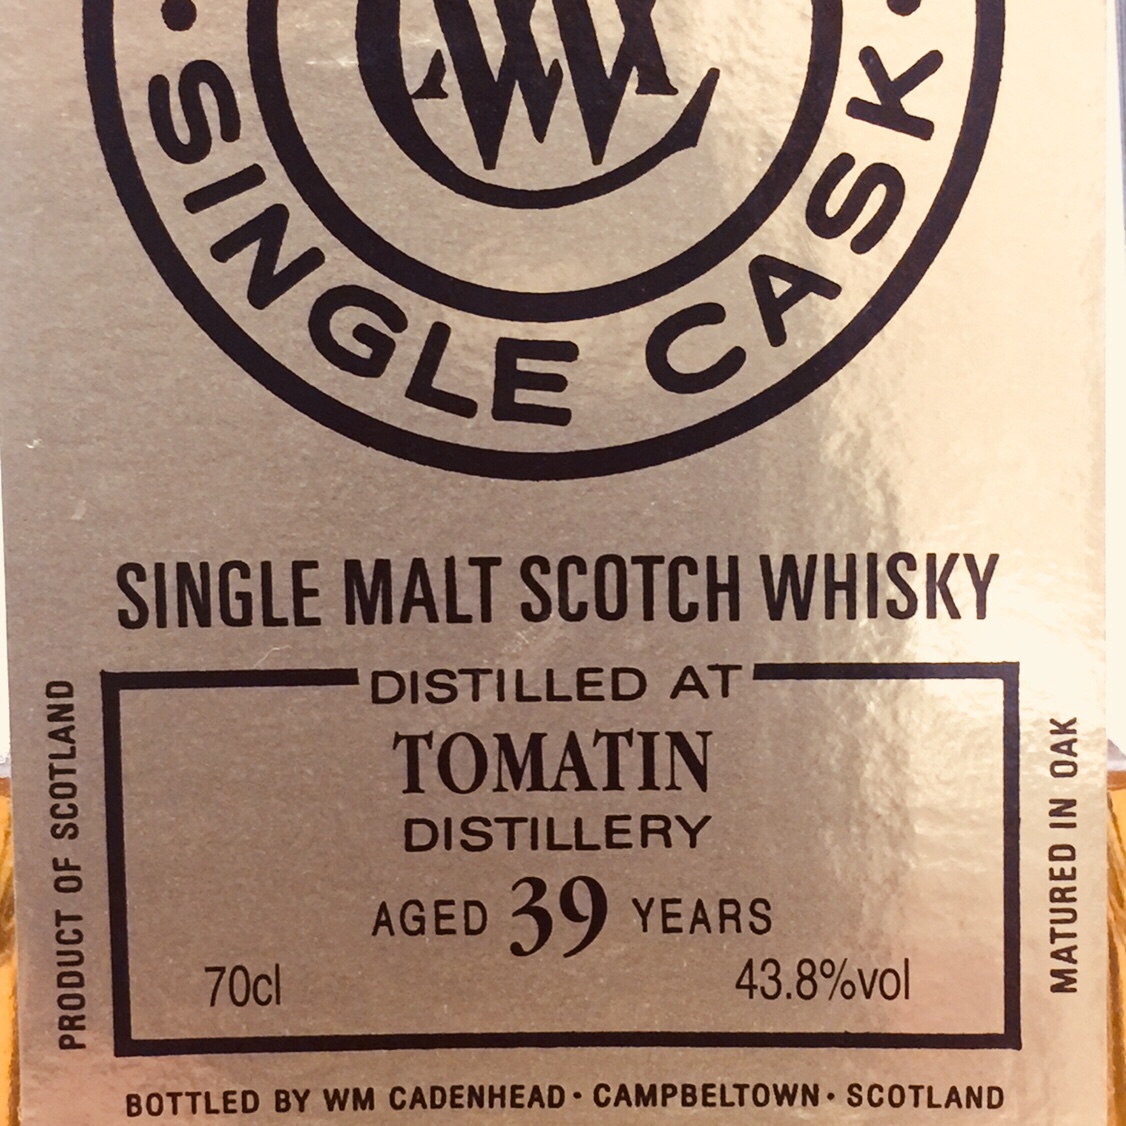 · SINGLE CASK ·
SINGLE MALT SCOTCH WHISKY
DISTILLED AT
TOMATIN
DISTILLERY
AGED 39 YEARS
70cl
43.8%vol
PRODUCT OF SCOTLAND
MATURED IN OAK
BOTTLED BY WM CADENHEAD · CAMPBELTOWN · SCOTLAND